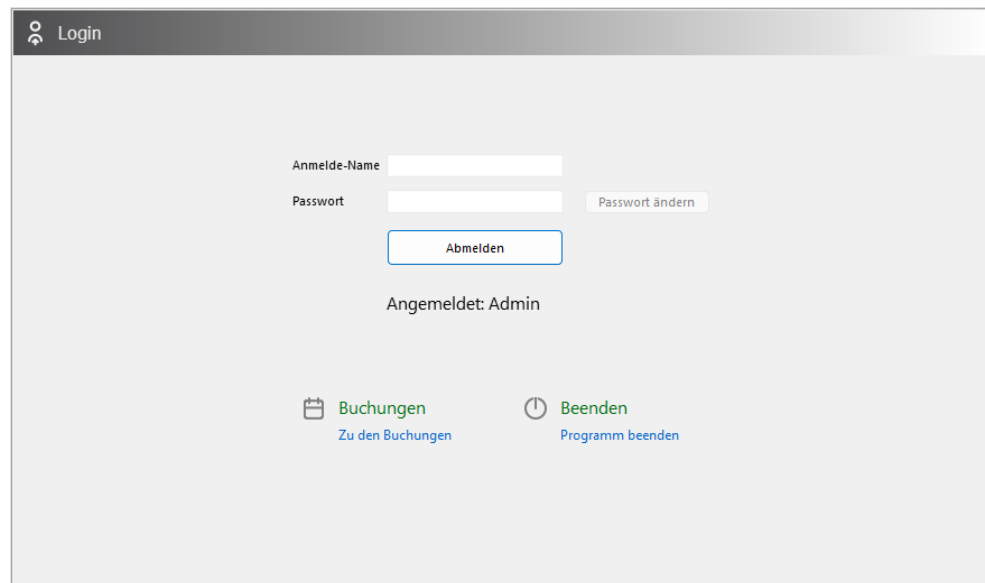 Login
Anmelde-Name
Passwort Passwort ändern
Abmelden
Angemeldet: Admin
Buchungen Beenden
Zu den Buchungen Programm beenden